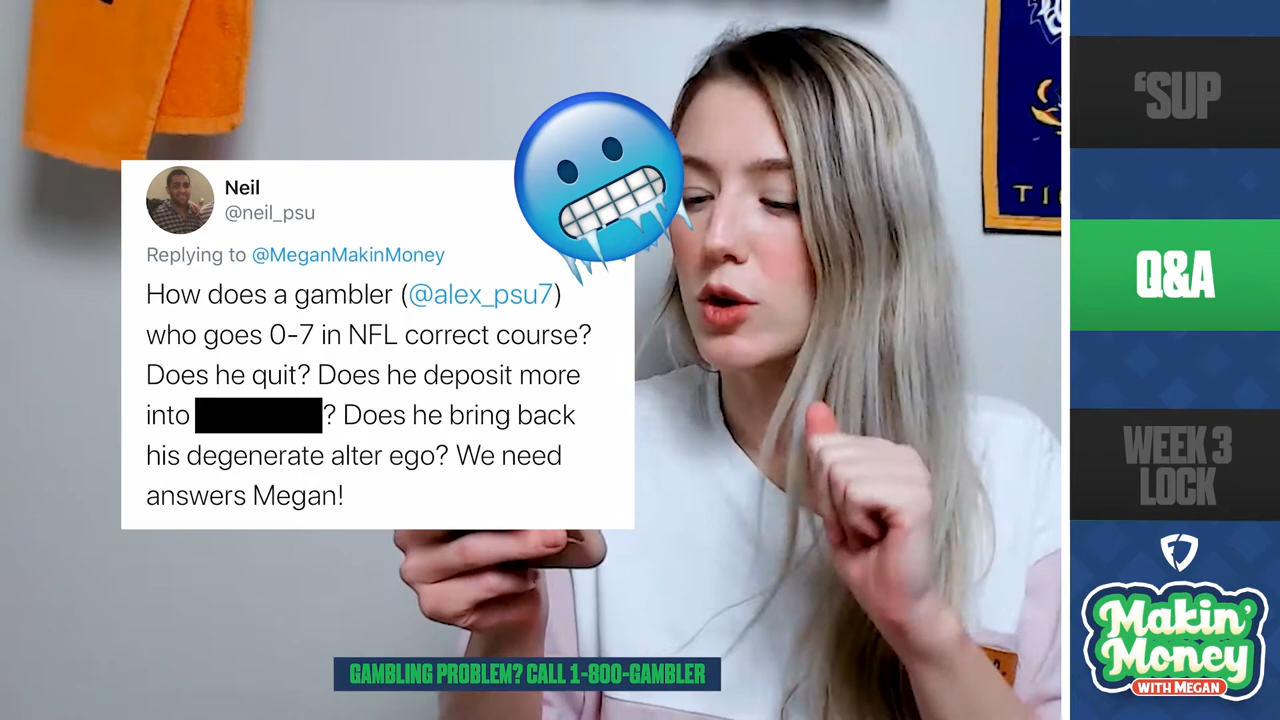 Neil
@neil_psu
Replying to @MeganMakinMoney
How does a gambler (@alex_psu7)
who goes 0-7 in NFL correct course?
Does he quit? Does he deposit more
into ? Does he bring back
his degenerate alter ego? We need
answers Megan!
GAMBLING PROBLEM? CALL 1-800-GAMBLER
TI
‘SUP
Q&A
WEEK 3
LOCK
Makin'
Money
WITH MEGAN